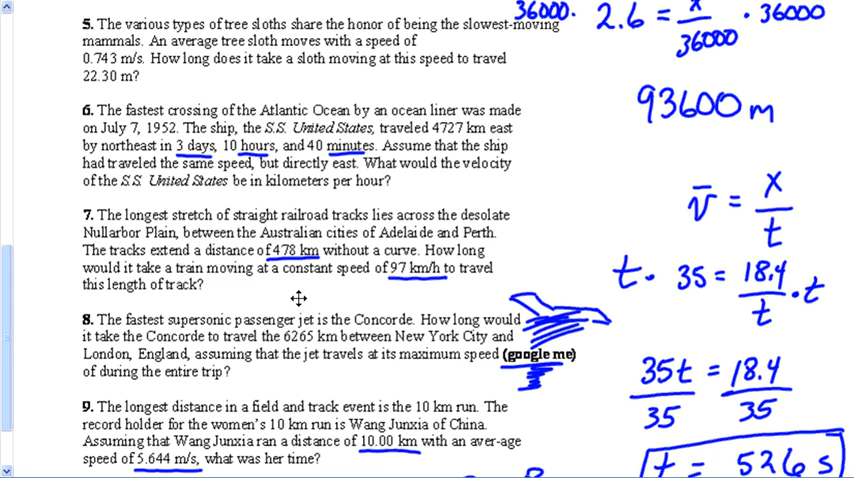 5. The various types of tree sloths share the honor of being the slowest-moving
mammals. An average tree sloth moves with a speed of
0.743 m/s. How long does it take a sloth moving at this speed to travel
22.30 m?
6. The fastest crossing of the Atlantic Ocean by an ocean liner was made
on July 7, 1952. The ship, the S.S. United States, traveled 4727 km east
by northeast in 3 days, 10 hours, and 40 minutes. Assume that the ship
had traveled the same speed, but directly east. What would the velocity
of the S.S. United States be in kilometers per hour?
7. The longest stretch of straight railroad tracks lies across the desolate
Nullarbor Plain, between the Australian cities of Adelaide and Perth.
The tracks extend a distance of 478 km without a curve. How long
would it take a train moving at a constant speed of 97 km/h to travel
this length of track?
8. The fastest supersonic passenger jet is the Concorde. How long would
it take the Concorde to travel the 6265 km between New York City and
London, England, assuming that the jet travels at its maximum speed (google me)
of during the entire trip?
9. The longest distance in a field and track event is the 10 km run. The
record holder for the women's 10 km run is Wang Junxia of China.
Assuming that Wang Junxia ran a distance of 10.00 km with an aver-age
speed of 5.644 m/s, what was her time?
36000· 2.6 = x/36000 · 36000
93600 m
v̄ = x/t
t· 35 = 18.4/t · t
35t/35 = 18.4/35
t = .526 s